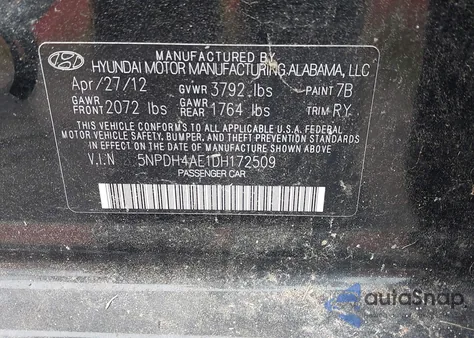 MANUFACTURED BY
HYUNDAI MOTOR MANUFACTURING ALABAMA, LLC
Apr/27/12 GVWR 3792 lbs PAINT 7B
GAWR FRONT 2072 lbs GAWR REAR 1764 lbs TRIM RY
THIS VEHICLE CONFORMS TO ALL APPLICABLE U.S.A. FEDERAL
MOTOR VEHICLE SAFETY, BUMPER, AND THEFT PREVENTION STANDARDS
IN EFFECT ON THE DATE OF MANUFACTURE SHOWN ABOVE.
V.I.N 5NPDH4AE1DH172509
PASSENGER CAR
autoSnap